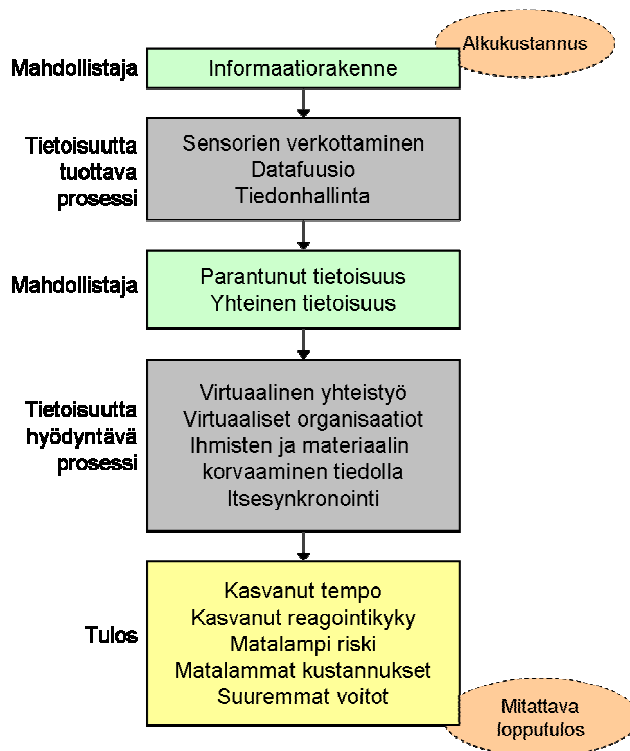 Alkukustannus
Mahdollistaja
Informaatiorakenne
Tietoisuutta
tuottava
prosessi
Sensorien verkottaminen
Datafuusio
Tiedonhallinta
Mahdollistaja
Parantunut tietoisuus
Yhteinen tietoisuus
Tietoisuutta
hyödyntävä
prosessi
Virtuaalinen yhteistyö
Virtuaaliset organisaatiot
Ihmisten ja materiaalin
korvaaminen tiedolla
Itsesynkronointi
Tulos
Kasvanut tempo
Kasvanut reagointikyky
Matalampi riski
Matalammat kustannukset
Suuremmat voitot
Mitattava
lopputulos